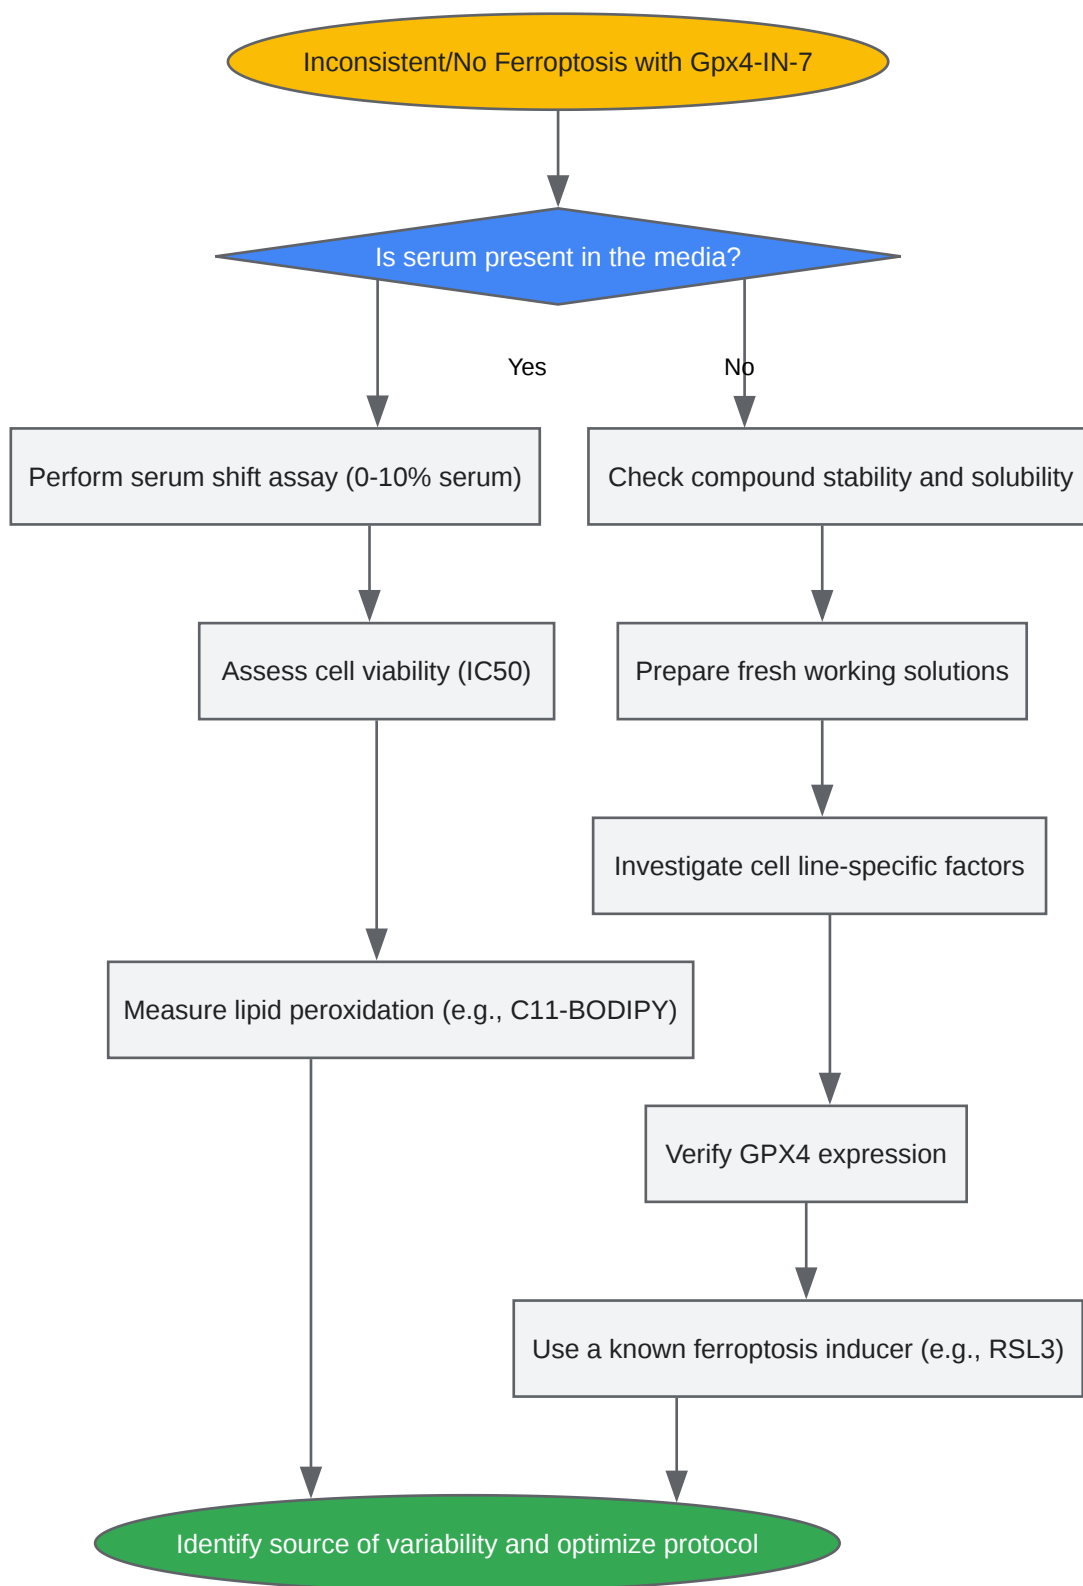 Inconsistent/No Ferroptosis with Gpx4-IN-7
Is serum present in the media?
Yes
No
Perform serum shift assay (0-10% serum)
Check compound stability and solubility
Assess cell viability (IC50)
Prepare fresh working solutions
Investigate cell line-specific factors
Measure lipid peroxidation (e.g., C11-BODIPY)
Verify GPX4 expression
Use a known ferroptosis inducer (e.g., RSL3)
Identify source of variability and optimize protocol